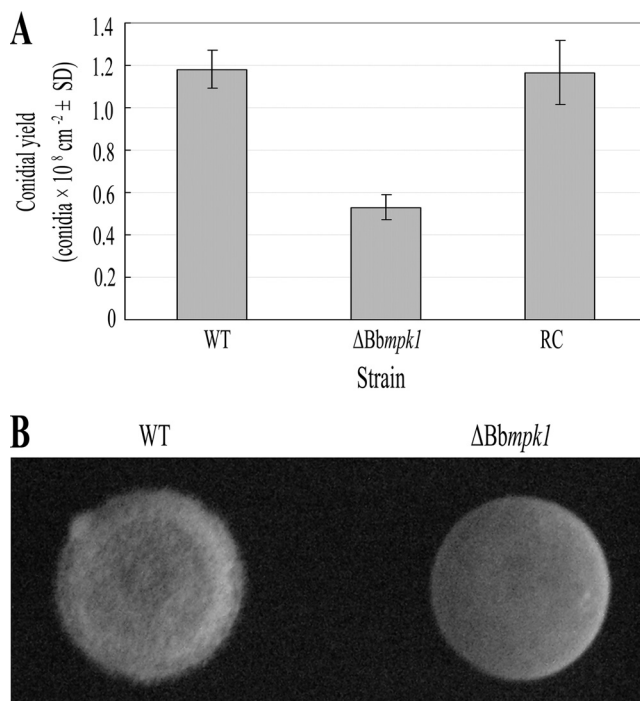 A
Conidial yield
(conidia × 10⁸ cm⁻² ± SD)
1.4
1.2
1.0
0.8
0.6
0.4
0.2
0
WT
ΔBbmpk1
RC
Strain
B
WT
ΔBbmpk1